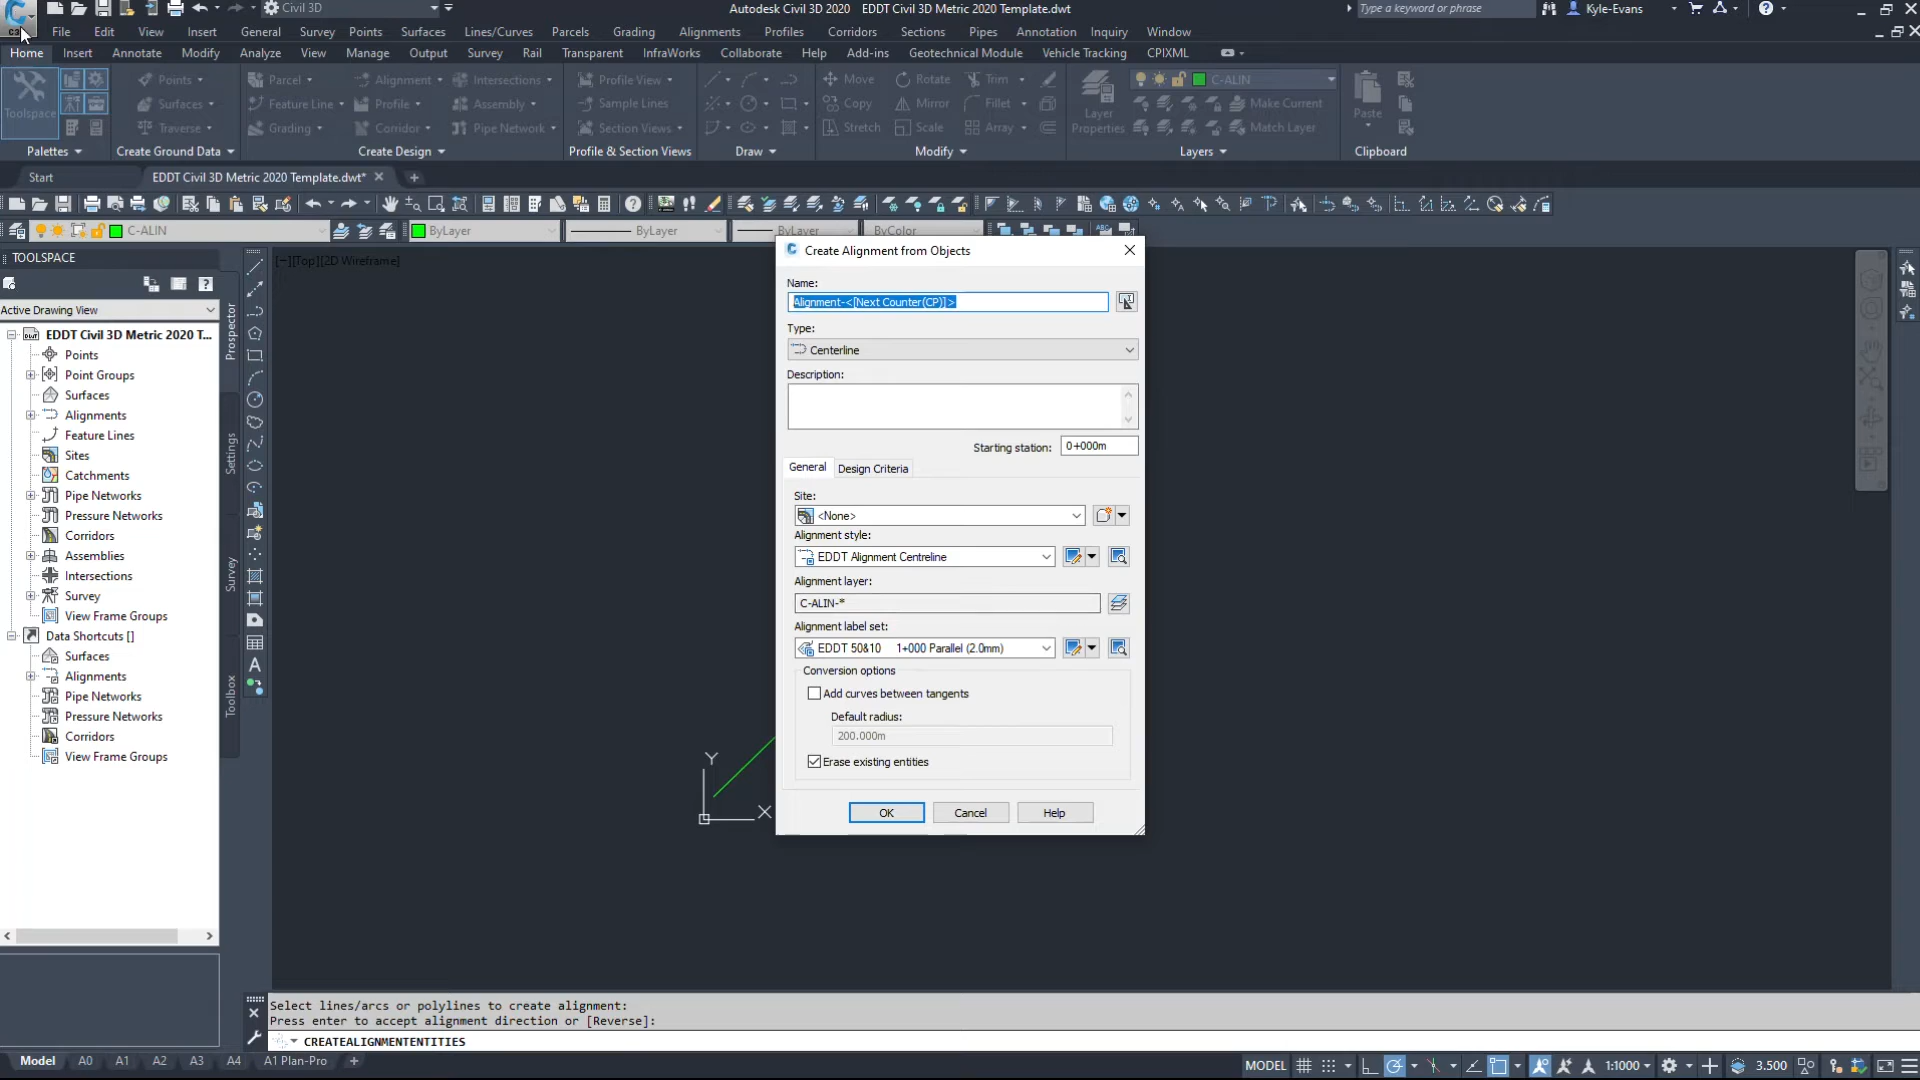 Civil 3D
Autodesk Civil 3D 2020 EDDT Civil 3D Metric 2020 Template.dwt
Type a keyword or phrase
Kyle-Evans
File Edit View Insert General Survey Points Surfaces Lines/Curves Parcels Grading Alignments Profiles Corridors Sections Pipes Annotation Inquiry Window
Home Insert Annotate Modify Analyze View Manage Output Survey Rail Transparent InfraWorks Collaborate Help Add-ins Geotechnical Module Vehicle Tracking CPIXML
Toolspace
Points
Surfaces
Traverse
Parcel
Feature Line
Grading
Alignment
Profile
Corridor
Intersections
Assembly
Pipe Network
Profile View
Sample Lines
Section Views
Move
Copy
Stretch
Rotate
Mirror
Scale
Trim
Fillet
Array
Layer Properties
C-ALIN
Make Current
Match Layer
Paste
Palettes Create Ground Data Create Design Profile & Section Views Draw Modify Layers Clipboard
Start EDDT Civil 3D Metric 2020 Template.dwt*
C-ALIN ByLayer ByLayer ByLayer ByColor
TOOLSPACE
Active Drawing View
EDDT Civil 3D Metric 2020 T...
Points
Point Groups
Surfaces
Alignments
Feature Lines
Sites
Catchments
Pipe Networks
Pressure Networks
Corridors
Assemblies
Intersections
Survey
View Frame Groups
Data Shortcuts []
Surfaces
Alignments
Pipe Networks
Pressure Networks
Corridors
View Frame Groups
Prospector
Settings
Survey
Toolbox
[−][Top][2D Wireframe]
Y
X
Create Alignment from Objects
Name:
Alignment-<[Next Counter(CP)]>
Type:
Centerline
Description:
Starting station: 0+000m
General Design Criteria
Site:
<None>
Alignment style:
EDDT Alignment Centreline
Alignment layer:
C-ALIN-*
Alignment label set:
EDDT 50&10 1+000 Parallel (2.0mm)
Conversion options
Add curves between tangents
Default radius:
200.000m
Erase existing entities
OK Cancel Help
Select lines/arcs or polylines to create alignment:
Press enter to accept alignment direction or [Reverse]:
CREATEALIGNMENTENTITIES
Model A0 A1 A2 A3 A4 A1 Plan-Pro
MODEL 1:1000 3.500